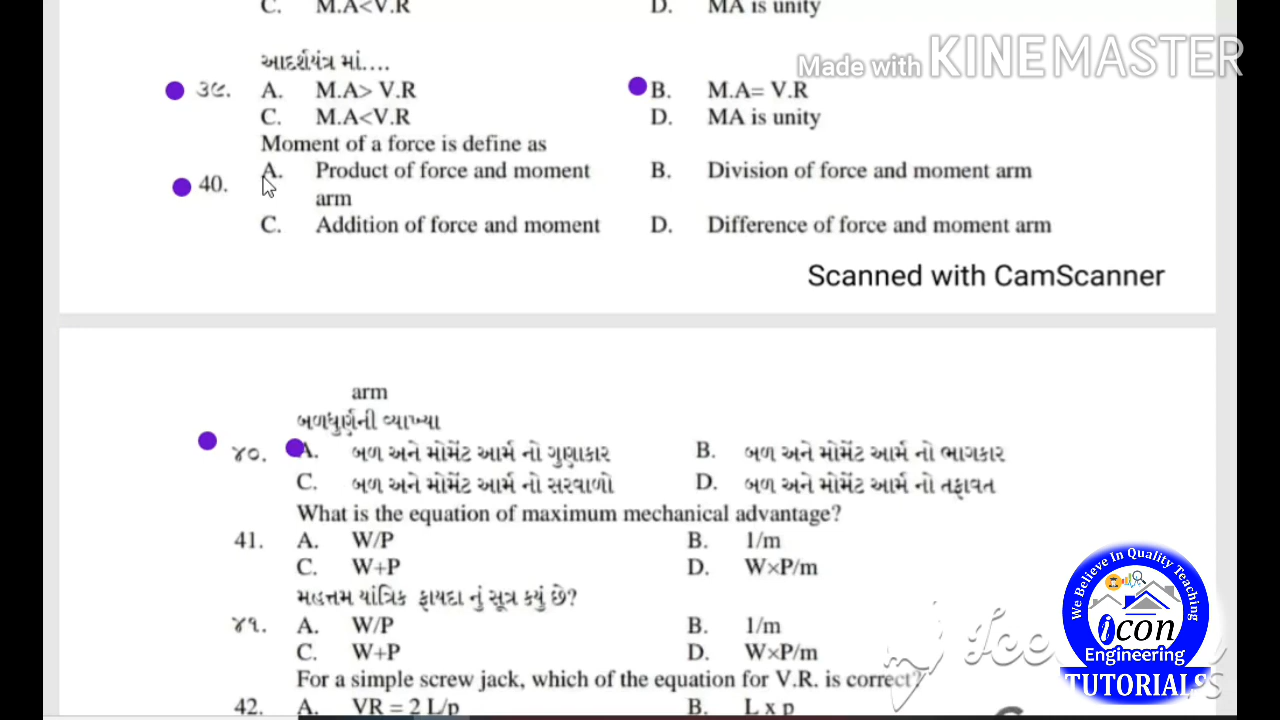 C. M.A<V.R D. MA is unity
આદર્શયંત્ર માં....
Made with KINEMASTER
૩૯. A. M.A> V.R B. M.A= V.R
C. M.A<V.R D. MA is unity
Moment of a force is define as
40. A. Product of force and moment arm B. Division of force and moment arm
C. Addition of force and moment D. Difference of force and moment arm
Scanned with CamScanner
arm
બળઘુર્ણની વ્યાખ્યા
૪૦. A. બળ અને મોમેંટ આર્મ નો ગુણાકાર B. બળ અને મોમેંટ આર્મ નો ભાગકાર
C. બળ અને મોમેંટ આર્મ નો સરવાળો D. બળ અને મોમેંટ આર્મ નો તફાવત
What is the equation of maximum mechanical advantage?
41. A. W/P B. 1/m
C. W+P D. W×P/m
મહત્તમ યાંત્રિક ફાયદા નું સૂત્ર કયું છે?
૪૧. A. W/P B. 1/m
C. W+P D. W×P/m
For a simple screw jack, which of the equation for V.R. is correct?
42. A. VR = 2 L/p B. L x p
We Believe In Quality Teaching
icon
Engineering
TUTORIALS